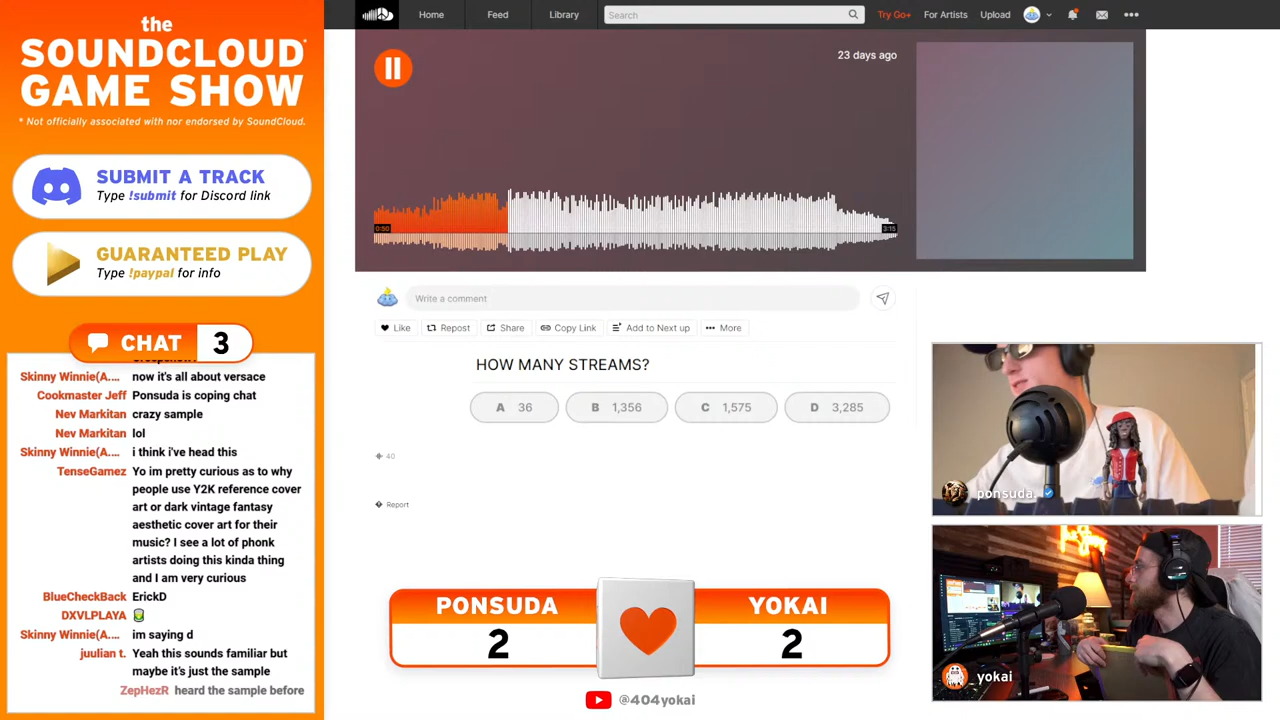 the
SOUNDCLOUD
GAME SHOW
* Not officially associated with nor endorsed by SoundCloud.
SUBMIT A TRACK
Type !submit for Discord link
GUARANTEED PLAY
Type !paypal for info
CHAT 3
Skinny Winnie(A.... now it's all about versace
Cookmaster Jeff Ponsuda is coping chat
Nev Markitan crazy sample
Nev Markitan lol
Skinny Winnie(A.... i think i've head this
TenseGamez Yo im pretty curious as to why
people use Y2K reference cover
art or dark vintage fantasy
aesthetic cover art for their
music? I see a lot of phonk
artists doing this kinda thing
and I am very curious
BlueCheckBack ErickD
DXVLPLAYA
Skinny Winnie(A.... im saying d
juulian t. Yeah this sounds familiar but
maybe it's just the sample
ZepHezR heard the sample before
Home Feed Library Search Try Go+ For Artists Upload
23 days ago
0:50 3:15
Write a comment
Like Repost Share Copy Link Add to Next up More
HOW MANY STREAMS?
A 36 B 1,356 C 1,575 D 3,285
40
Report
ponsuda.
yokai
PONSUDA YOKAI
2 2
@404yokai